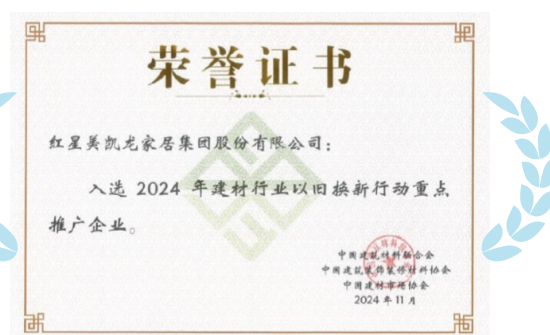 荣誉证书
红星美凯龙家居集团股份有限公司：
入选 2024 年建材行业以旧换新行动重点
推广企业。
中国建筑材料联合会
中国建筑装饰装修材料协会
中国建材市场协会
2024 年 11 月